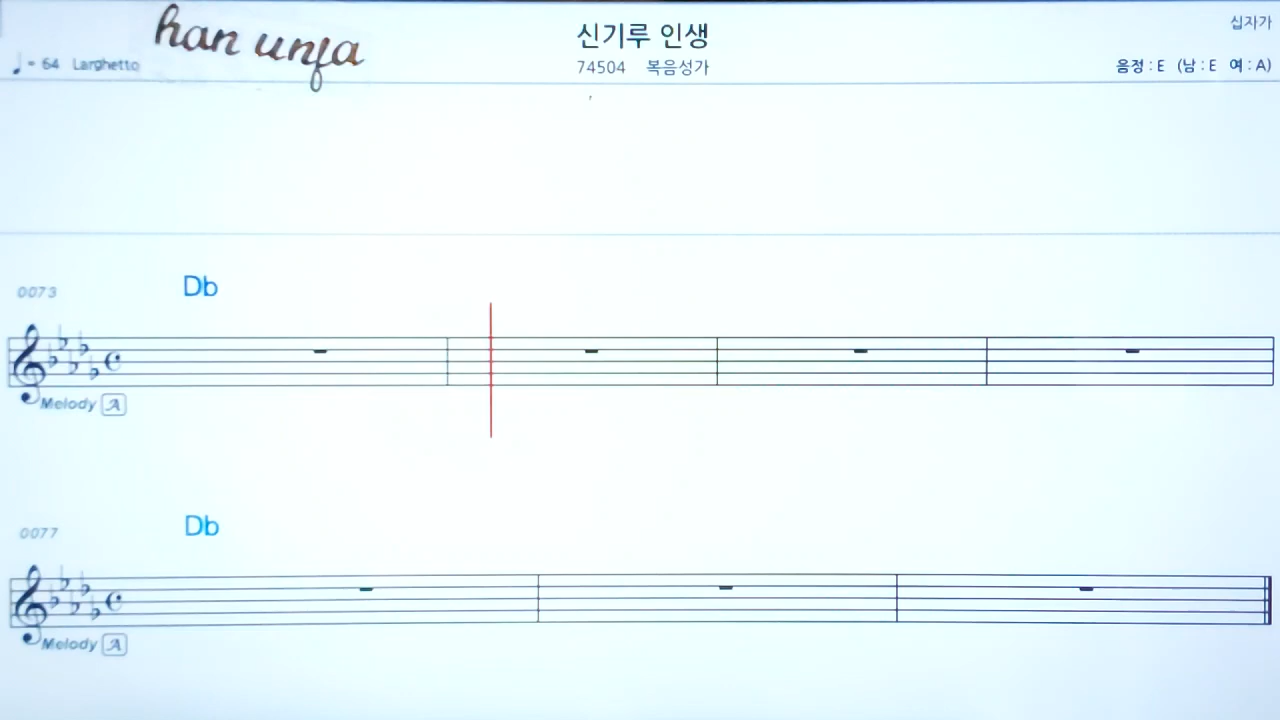 han unfa
신기루 인생
십자가
♩ = 64 Larghetto
74504 복음성가
음정 : E (남 : E 여 : A)
0073
Db
Melody A
0077
Db
Melody A